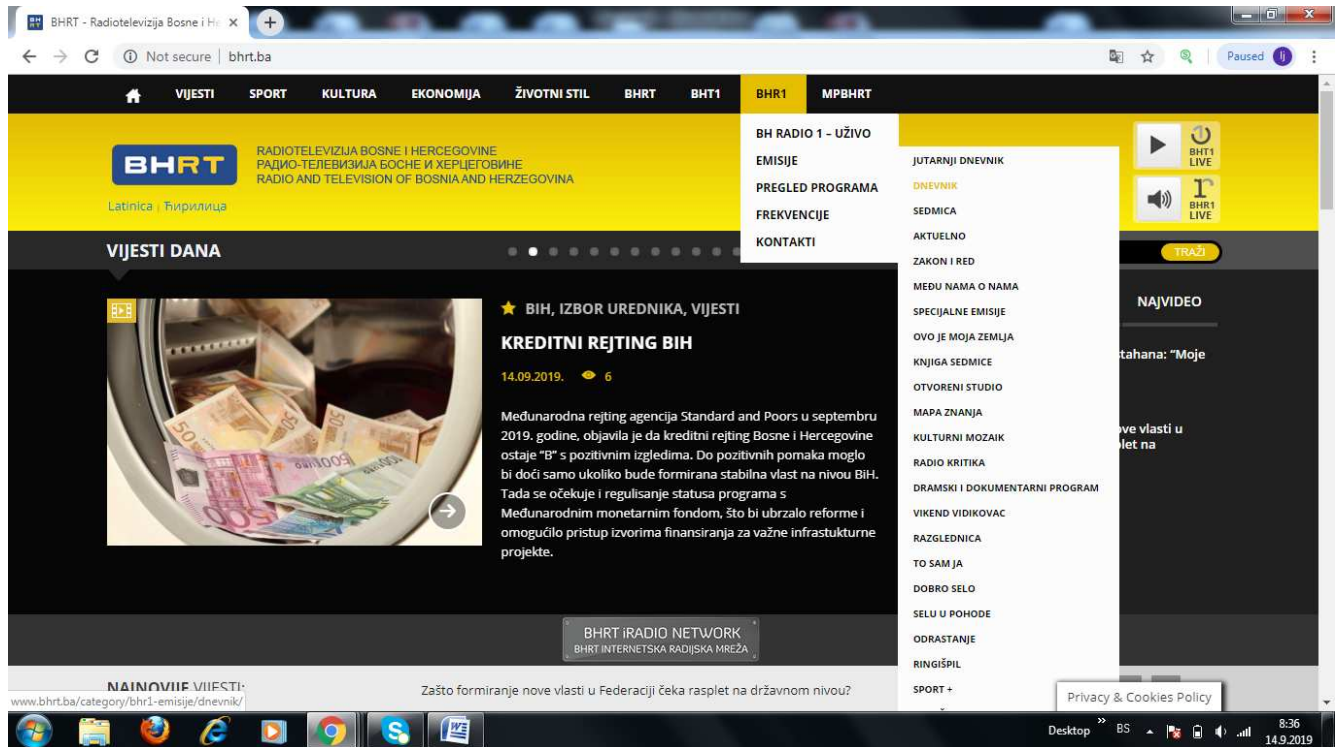 BHRT - Radiotelevizija Bosne i He
Not secure | bhrt.ba
Paused
lj
VIJESTI SPORT KULTURA EKONOMIJA ŽIVOTNI STIL BHRT BHT1 BHR1 MPBHRT
BHRT
RADIOTELEVIZIJA BOSNE I HERCEGOVINE
РАДИО-ТЕЛЕВИЗИЈА БОСНЕ И ХЕРЦЕГОВИНЕ
RADIO AND TELEVISION OF BOSNIA AND HERZEGOVINA
Latinica | Ћирилица
BH RADIO 1 – UŽIVO
EMISIJE
PREGLED PROGRAMA
FREKVENCIJE
KONTAKTI
JUTARNJI DNEVNIK
DNEVNIK
SEDMICA
AKTUELNO
ZAKON I RED
MEĐU NAMA O NAMA
SPECIJALNE EMISIJE
OVO JE MOJA ZEMLJA
KNJIGA SEDMICE
OTVORENI STUDIO
MAPA ZNANJA
KULTURNI MOZAIK
RADIO KRITIKA
DRAMSKI I DOKUMENTARNI PROGRAM
VIKEND VIDIKOVAC
RAZGLEDNICA
TO SAM JA
DOBRO SELO
SELU U POHODE
ODRASTANJE
RINGIŠPIL
SPORT +
BHT1
LIVE
BHR1
LIVE
VIJESTI DANA
TRAŽI
BIH, IZBOR UREDNIKA, VIJESTI
KREDITNI REJTING BIH
14.09.2019. 6
Međunarodna rejting agencija Standard and Poors u septembru
2019. godine, objavila je da kreditni rejting Bosne i Hercegovine
ostaje “B” s pozitivnim izgledima. Do pozitivnih pomaka moglo
bi doći samo ukoliko bude formirana stabilna vlast na nivou BiH.
Tada se očekuje i regulisanje statusa programa s
Međunarodnim monetarnim fondom, što bi ubrzalo reforme i
omogućilo pristup izvorima finansiranja za važne infrastukturne
projekte.
NAJVIDEO
stahana: “Moje
ove vlasti u
plet na
BHRT iRADIO NETWORK
BHRT INTERNETSKA RADIJSKA MREŽA
NAJNOVIJE VIJESTI:
Zašto formiranje nove vlasti u Federaciji čeka rasplet na državnom nivou?
Privacy & Cookies Policy
www.bhrt.ba/category/bhr1-emisije/dnevnik/
Desktop
BS
8:36
14.9.2019